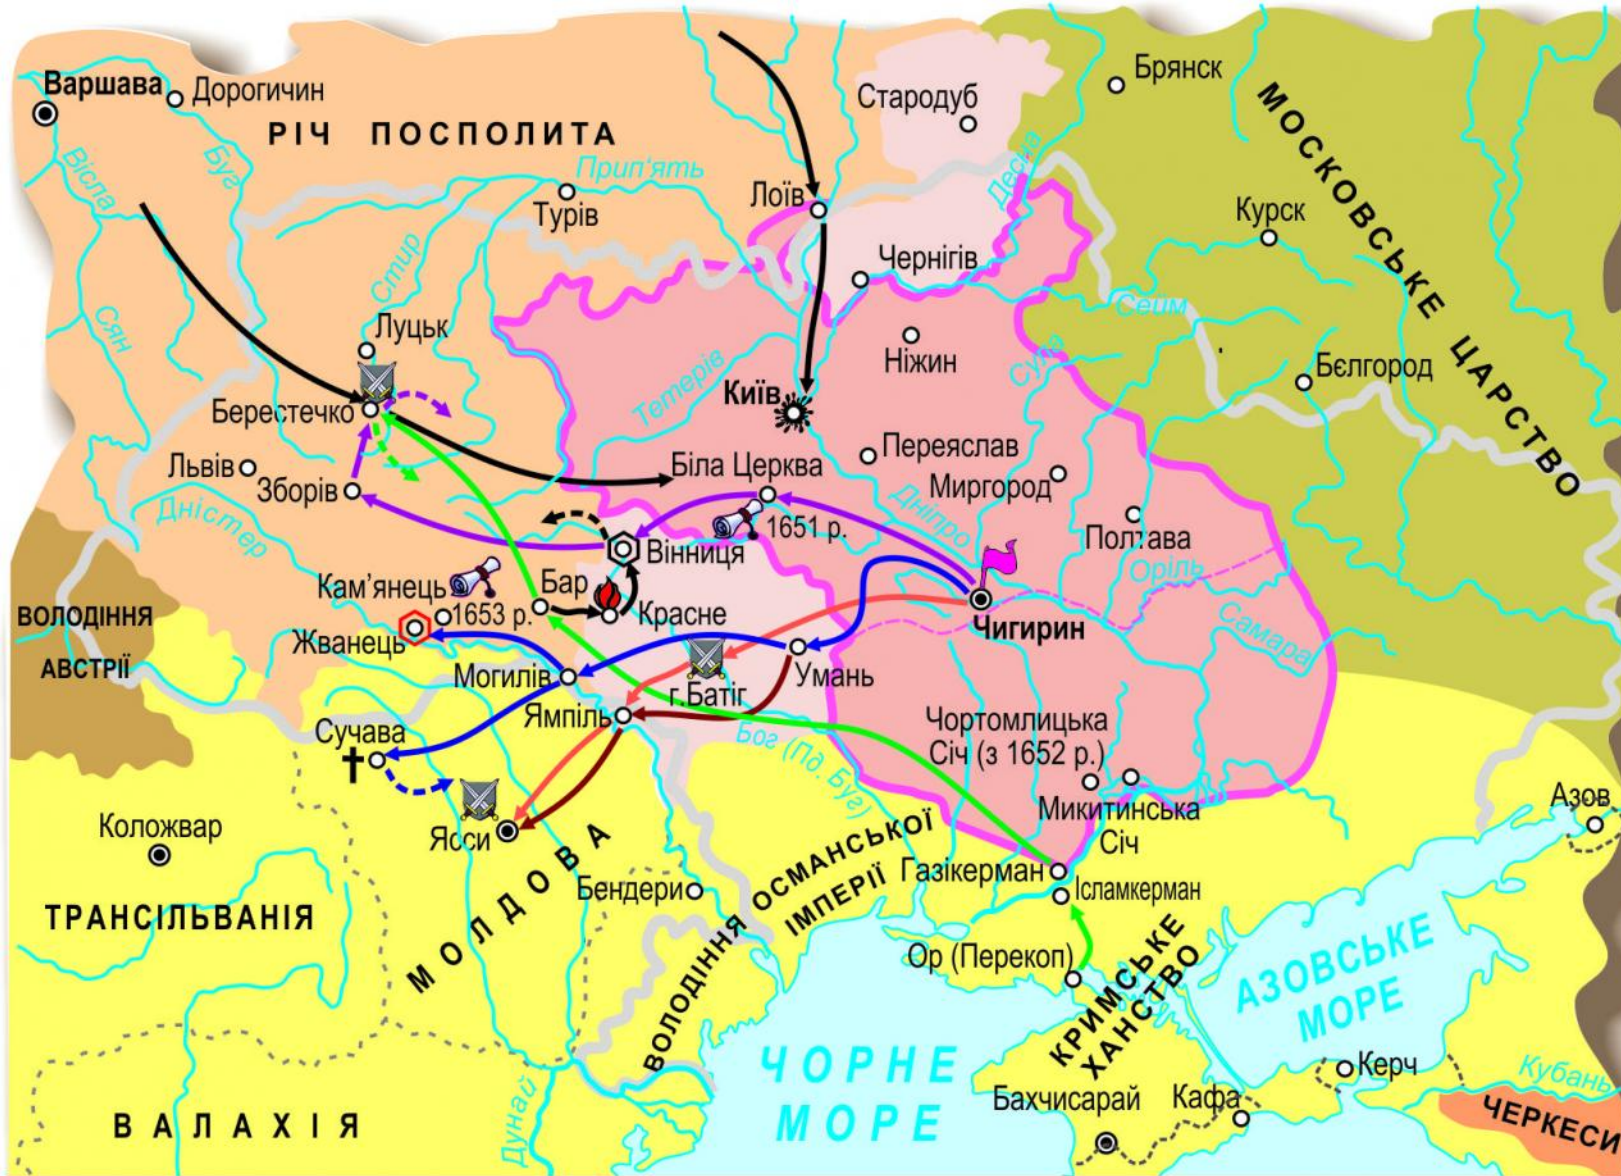 Варшава
Дорогичин
РІЧ ПОСПОЛИТА
Стародуб
Брянск
МОСКОВСЬКЕ ЦАРСТВО
Вісла
Буг
Прип'ять
Турів
Лоїв
Десна
Курск
Чернігів
Стир
Сян
Сейм
Луцьк
Ніжин
Сула
Бєлгород
Тетерів
Київ
Берестечко
Переяслав
Львів
Зборів
Біла Церква
Миргород
Дністер
Дніпро
1651 р.
Полтава
Вінниця
Оріль
Кам'янець
Бар
1653 р.
Красне
ВОЛОДІННЯ
АВСТРІЇ
Жванець
Чигирин
Самара
Могилів
Умань
г.Батіг
Ямпіль
Сучава
Бог (Пд. Буг)
Чортомлицька
Січ (з 1652 р.)
Микитинська
Січ
Азов
Коложвар
Ясси
МОЛДОВА
Бендери
Газікерман
Ісламкерман
ТРАНСІЛЬВАНІЯ
ВОЛОДІННЯ ОСМАНСЬКОЇ
ІМПЕРІЇ
Ор (Перекоп)
КРИМСЬКЕ
ХАНСТВО
АЗОВСЬКЕ
МОРЕ
ЧОРНЕ
МОРЕ
Керч
Кубань
Бахчисарай
Кафа
ВАЛАХІЯ
Дунай
ЧЕРКЕСИ